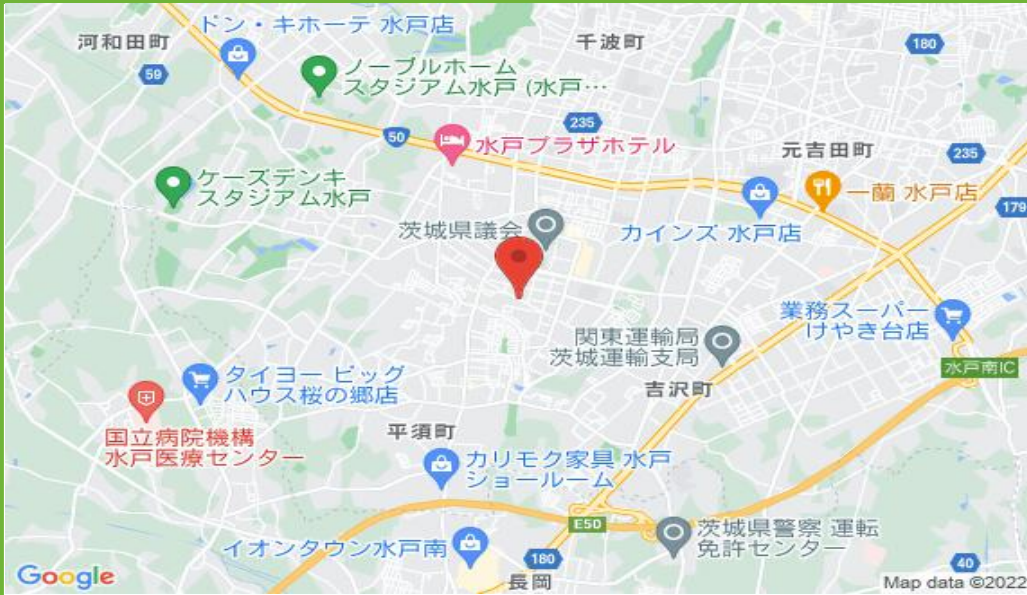 ドン・キホーテ 水戸店
河和田町
千波町
180
59
ノーブルホーム
スタジアム水戸 (水戸…
50
235
水戸プラザホテル
元吉田町
235
ケーズデンキ
スタジアム水戸
一蘭 水戸店
179
茨城県議会
カインズ 水戸店
業務スーパー
けやき台店
関東運輸局
茨城運輸支局
水戸南IC
タイヨー ビッグ
ハウス桜の郷店
吉沢町
国立病院機構
水戸医療センター
平須町
カリモク家具 水戸
ショールーム
E50
茨城県警察 運転
免許センター
イオンタウン水戸南
180
40
長岡
Google
Map data ©2022